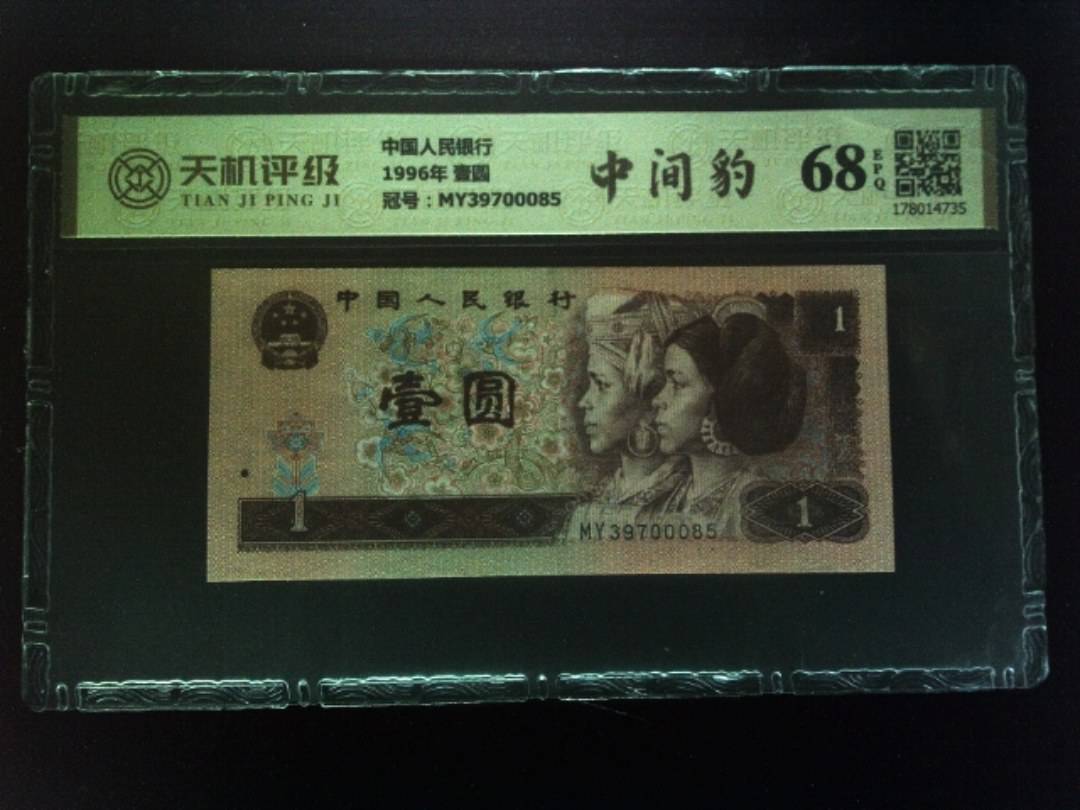 天机评级
TIAN JI PING JI
中国人民银行
1996年 壹圆
冠号：MY39700085
中间豹
68
EPQ
178014735
中国人民银行
1
壹圆
1
MY39700085
1